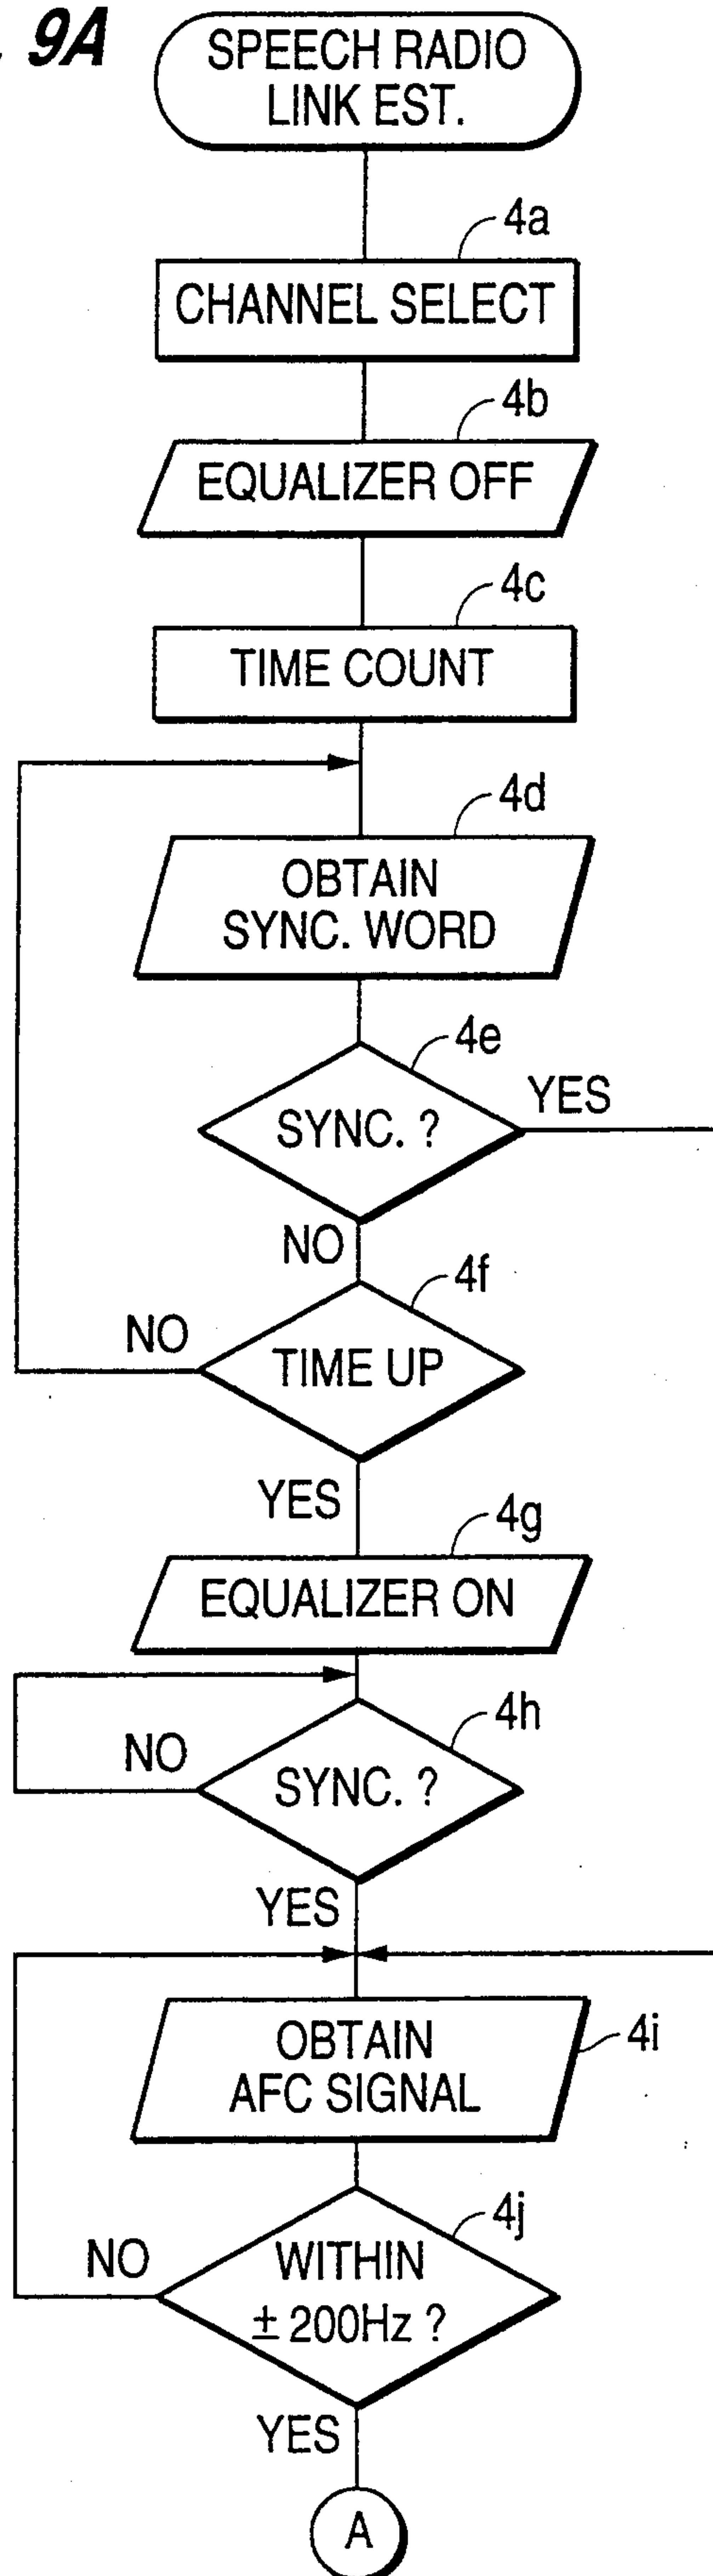 . 9A
SPEECH RADIO
LINK EST.
4a
CHANNEL SELECT
4b
EQUALIZER OFF
4c
TIME COUNT
4d
OBTAIN
SYNC. WORD
4e
SYNC. ?
YES
NO
4f
TIME UP
NO
YES
4g
EQUALIZER ON
4h
SYNC. ?
NO
YES
4i
OBTAIN
AFC SIGNAL
4j
WITHIN
± 200Hz ?
NO
YES
A